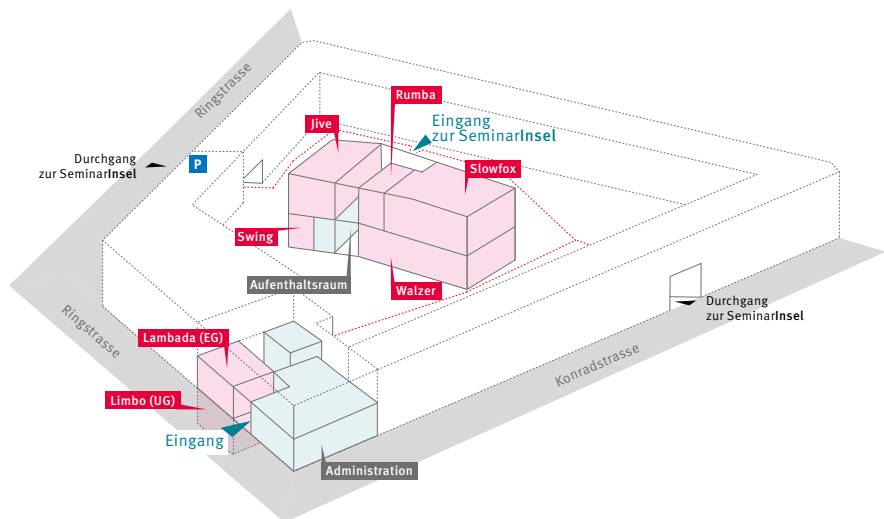 Ringstrasse
Rumba
Jive
Eingang
zur SeminarInsel
Durchgang
zur SeminarInsel
P
Slowfox
Swing
Aufenthaltsraum
Walzer
Durchgang
zur SeminarInsel
Ringstrasse
Lambada (EG)
Konradstrasse
Limbo (UG)
Eingang
Administration